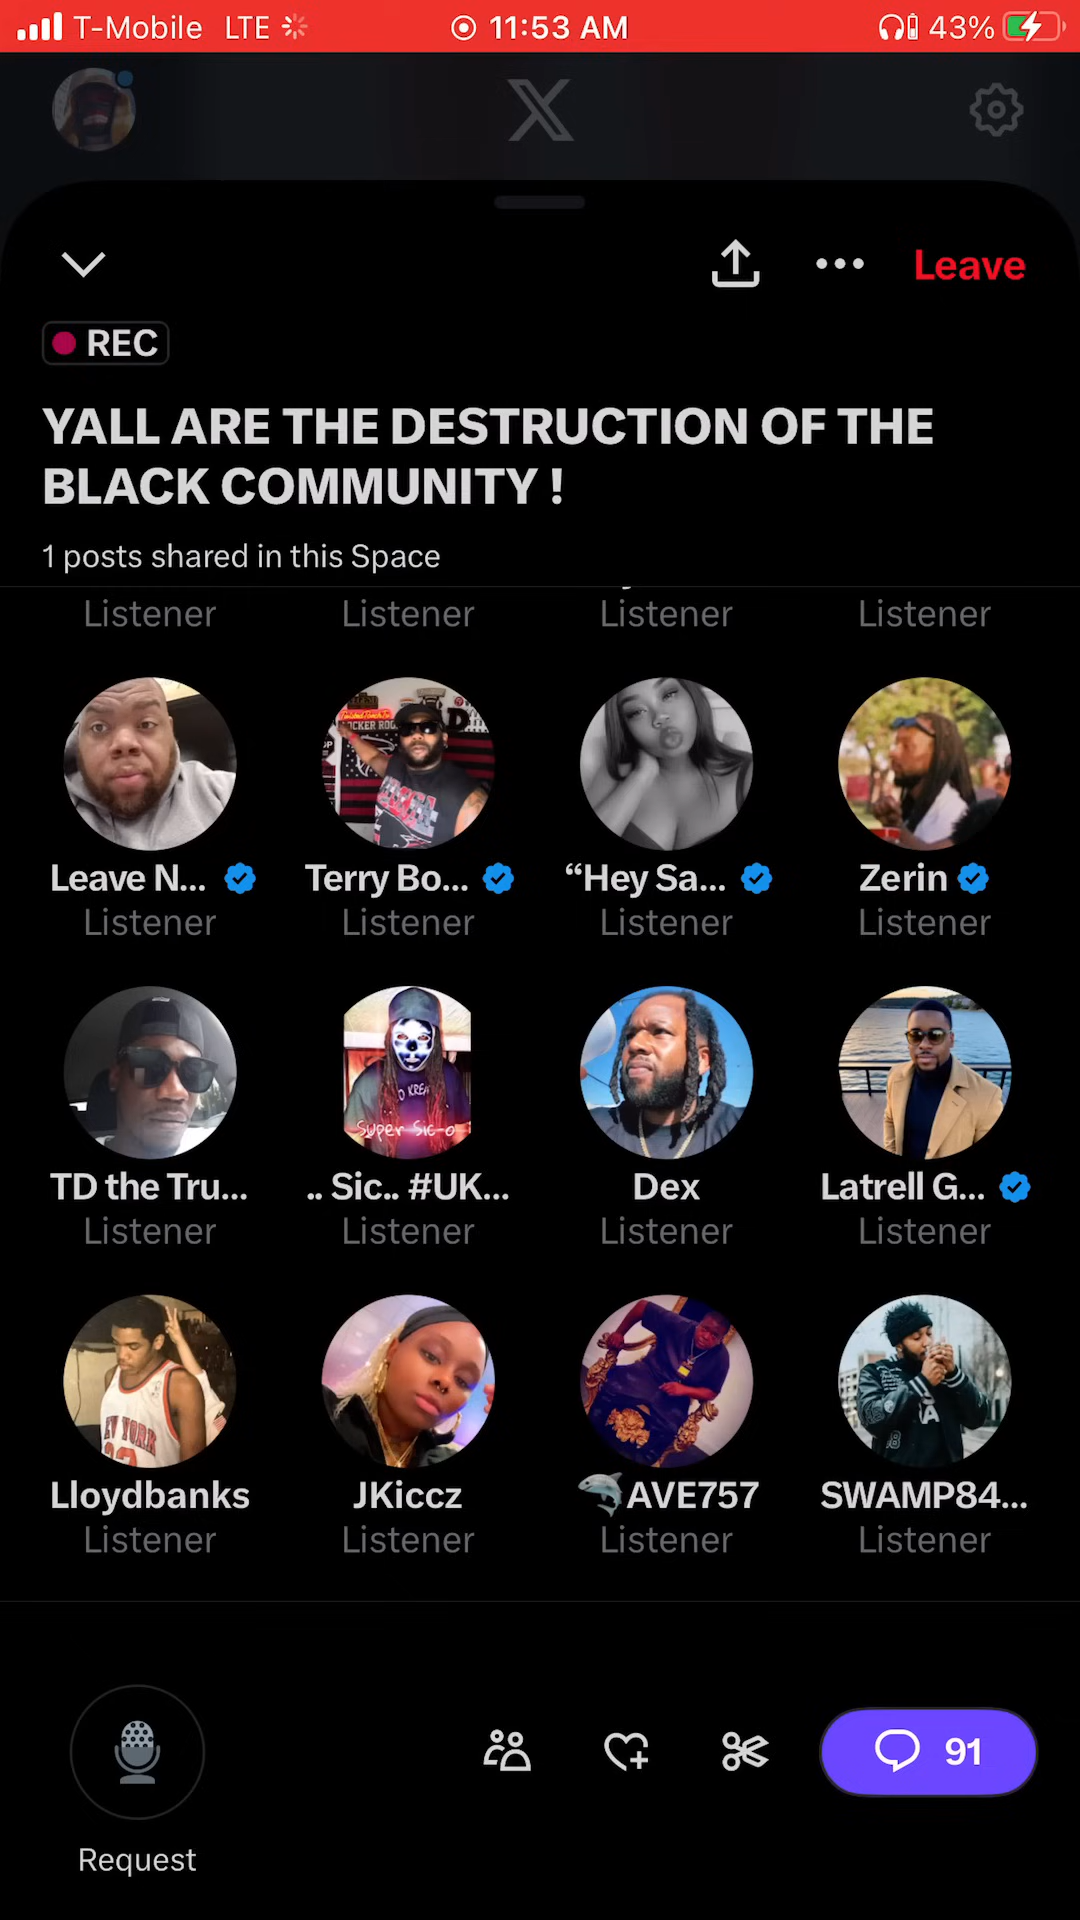 T-Mobile LTE 11:53 AM 43%
Leave
REC
YALL ARE THE DESTRUCTION OF THE
BLACK COMMUNITY !
1 posts shared in this Space
Listener Listener Listener Listener
Leave N... Terry Bo... “Hey Sa... Zerin
Listener Listener Listener Listener
Super Sic-o
TD the Tru... .. Sic.. #UK... Dex Latrell G...
Listener Listener Listener Listener
Lloydbanks JKiccz AVE757 SWAMP84...
Listener Listener Listener Listener
91
Request